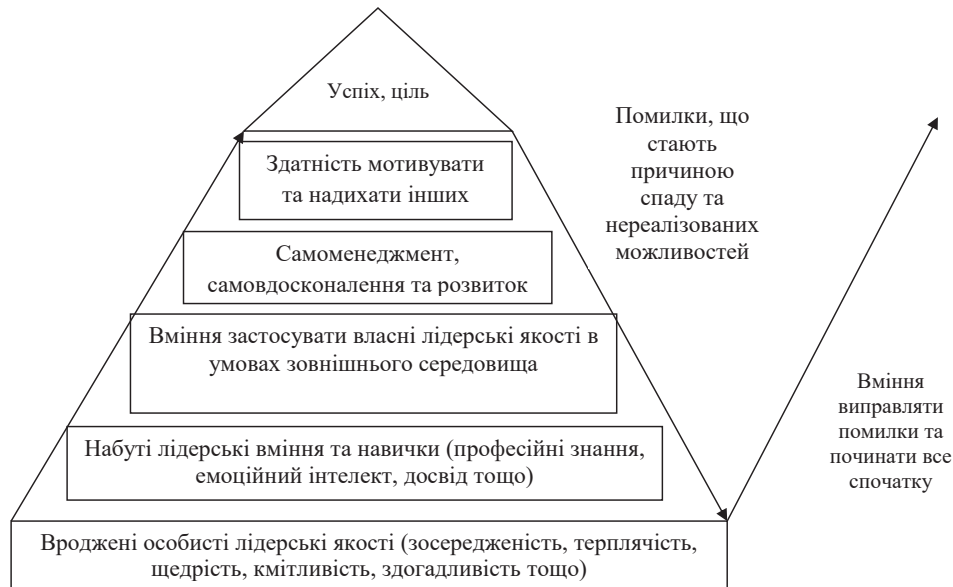 Успіх, ціль
Здатність мотивувати
та надихати інших
Самоменеджмент,
самовдосконалення та розвиток
Вміння застосувати власні лідерські якості в
умовах зовнішнього середовища
Набуті лідерські вміння та навички (професійні знання,
емоційний інтелект, досвід тощо)
Вроджені особисті лідерські якості (зосередженість, терплячість,
щедрість, кмітливість, здогадливість тощо)
Помилки, що
стають
причиною
спаду та
нереалізованих
можливостей
Вміння
виправляти
помилки та
починати все
спочатку